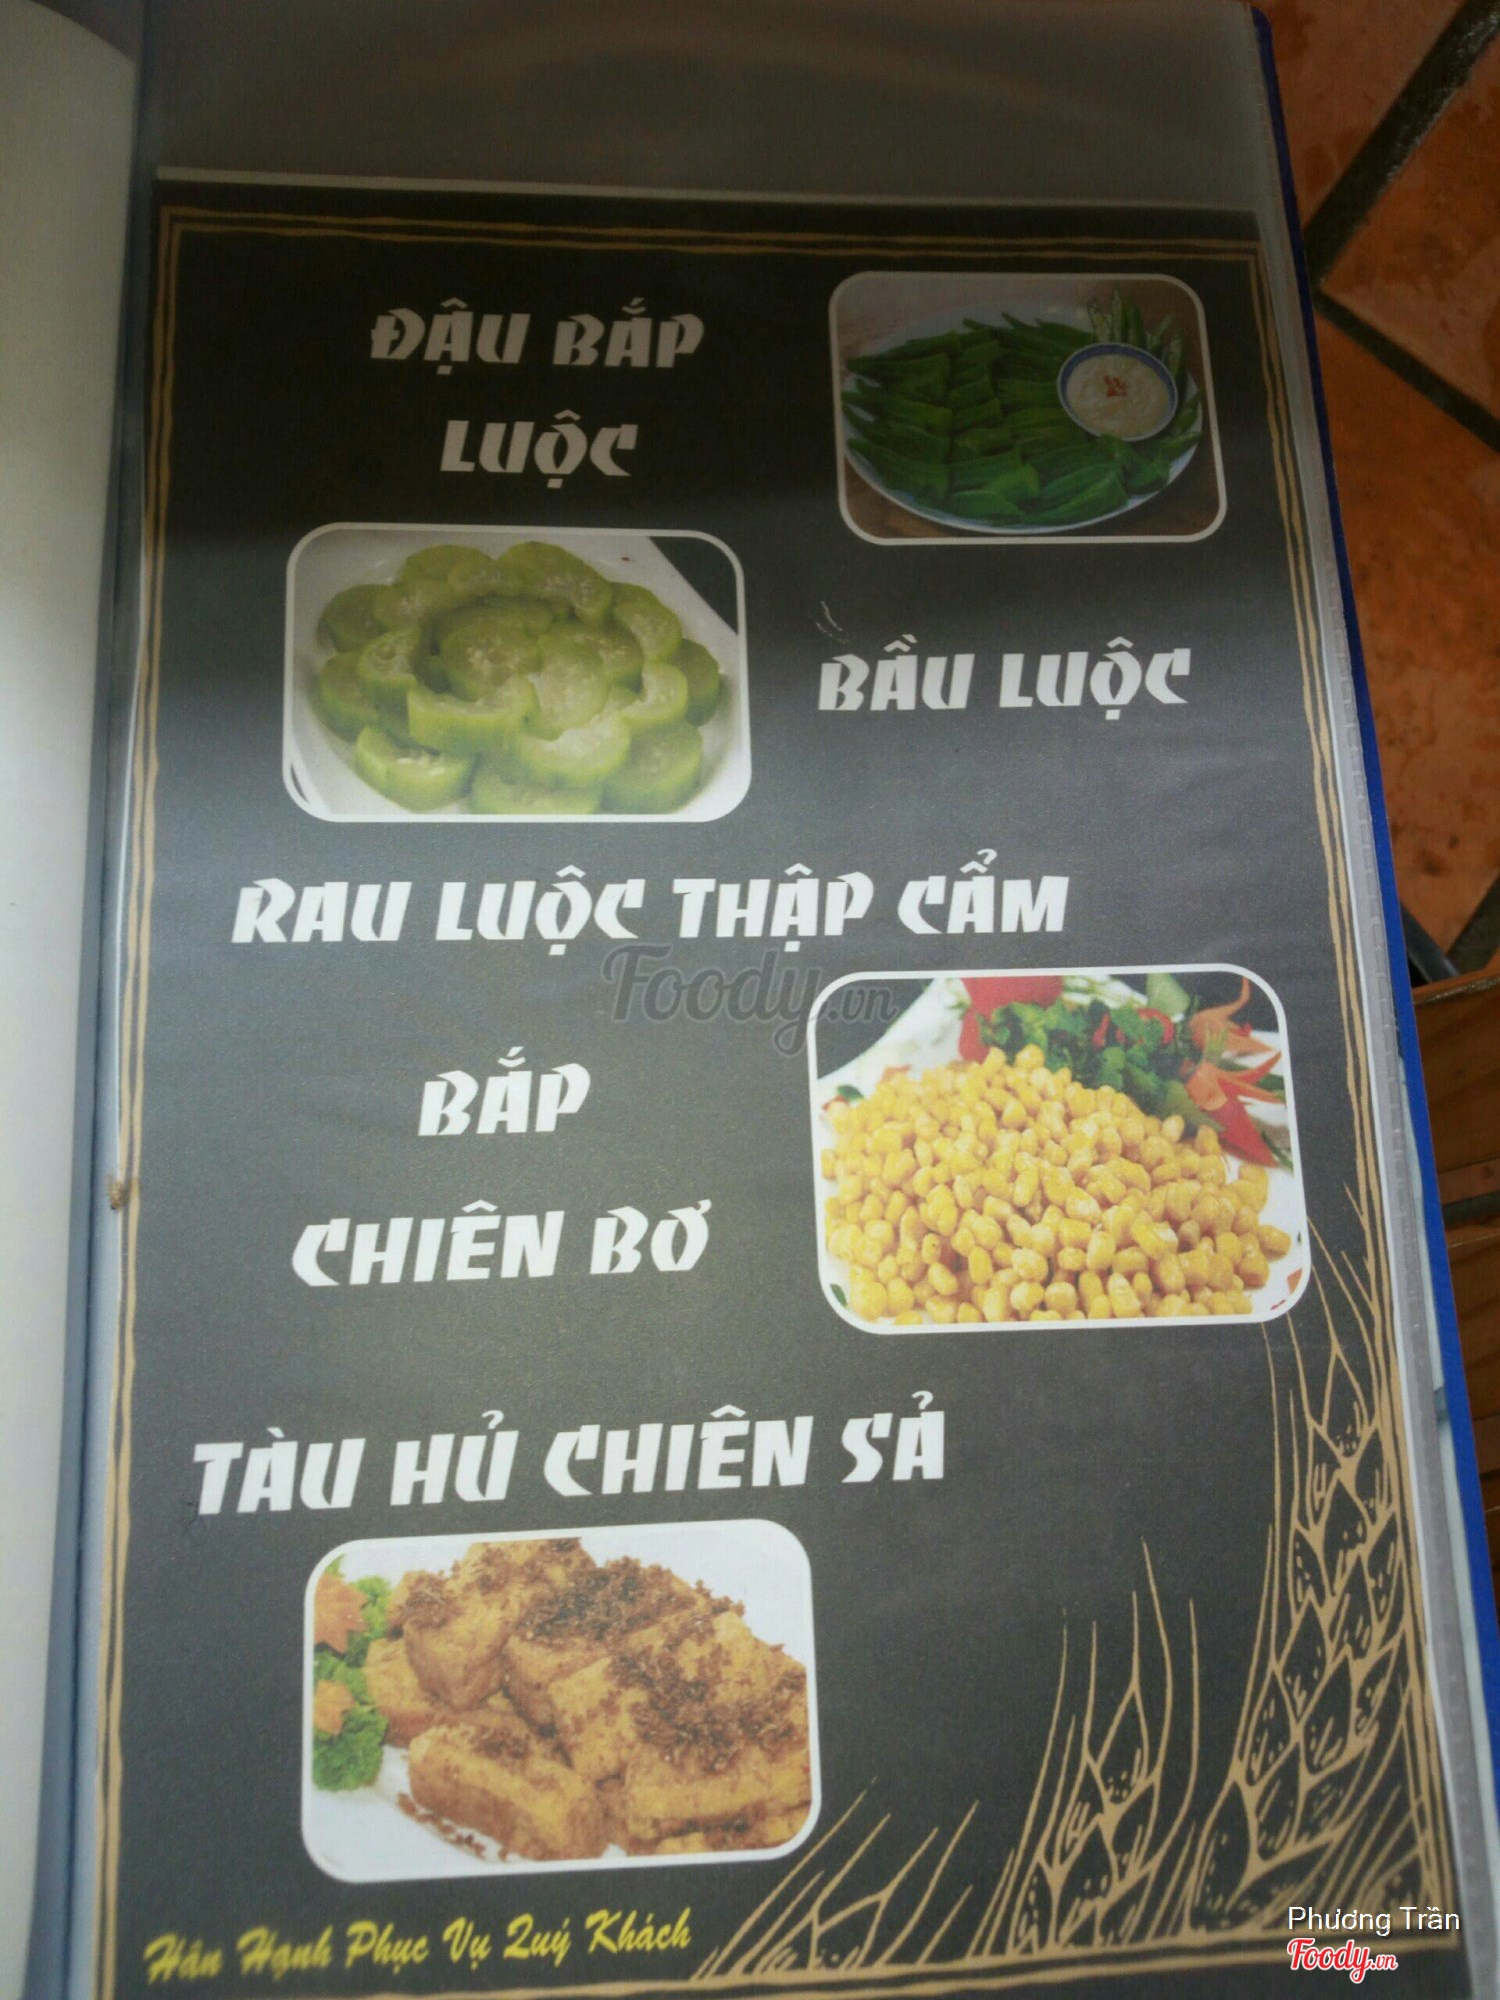 ĐẬU BẮP
LUỘC
BẦU LUỘC
RAU LUỘC THẬP CẨM
Foody.vn
BẮP
CHIÊN BƠ
TÀU HỦ CHIÊN SẢ
Hân Hạnh Phục Vụ Quý Khách
Phương Trần
Foody.vn